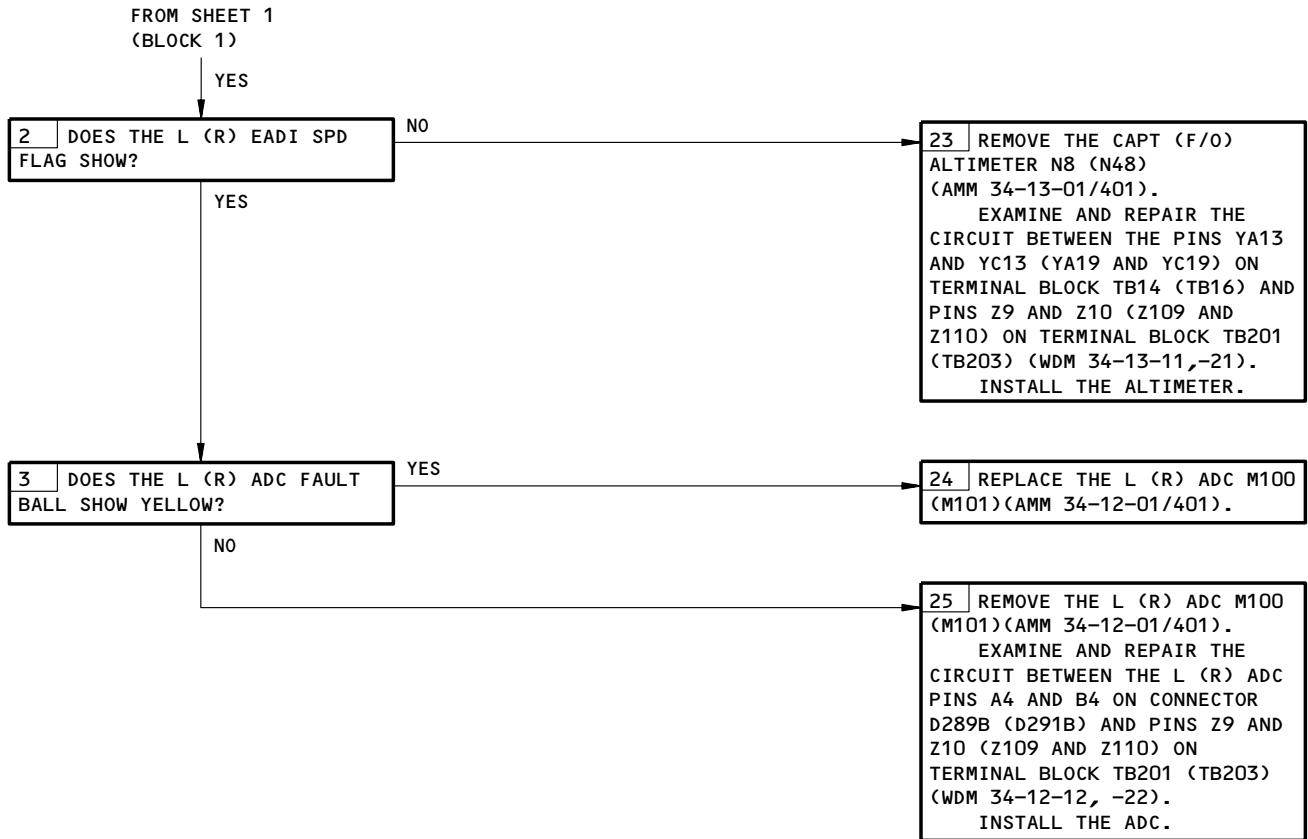 FROM SHEET 1
(BLOCK 1)
YES
2 DOES THE L (R) EADI SPD
FLAG SHOW?
NO
YES
23 REMOVE THE CAPT (F/O)
ALTIMETER N8 (N48)
(AMM 34-13-01/401).
EXAMINE AND REPAIR THE
CIRCUIT BETWEEN THE PINS YA13
AND YC13 (YA19 AND YC19) ON
TERMINAL BLOCK TB14 (TB16) AND
PINS Z9 AND Z10 (Z109 AND
Z110) ON TERMINAL BLOCK TB201
(TB203) (WDM 34-13-11,-21).
INSTALL THE ALTIMETER.
3 DOES THE L (R) ADC FAULT
BALL SHOW YELLOW?
YES
NO
24 REPLACE THE L (R) ADC M100
(M101)(AMM 34-12-01/401).
25 REMOVE THE L (R) ADC M100
(M101)(AMM 34-12-01/401).
EXAMINE AND REPAIR THE
CIRCUIT BETWEEN THE L (R) ADC
PINS A4 AND B4 ON CONNECTOR
D289B (D291B) AND PINS Z9 AND
Z10 (Z109 AND Z110) ON
TERMINAL BLOCK TB201 (TB203)
(WDM 34-12-12, -22).
INSTALL THE ADC.